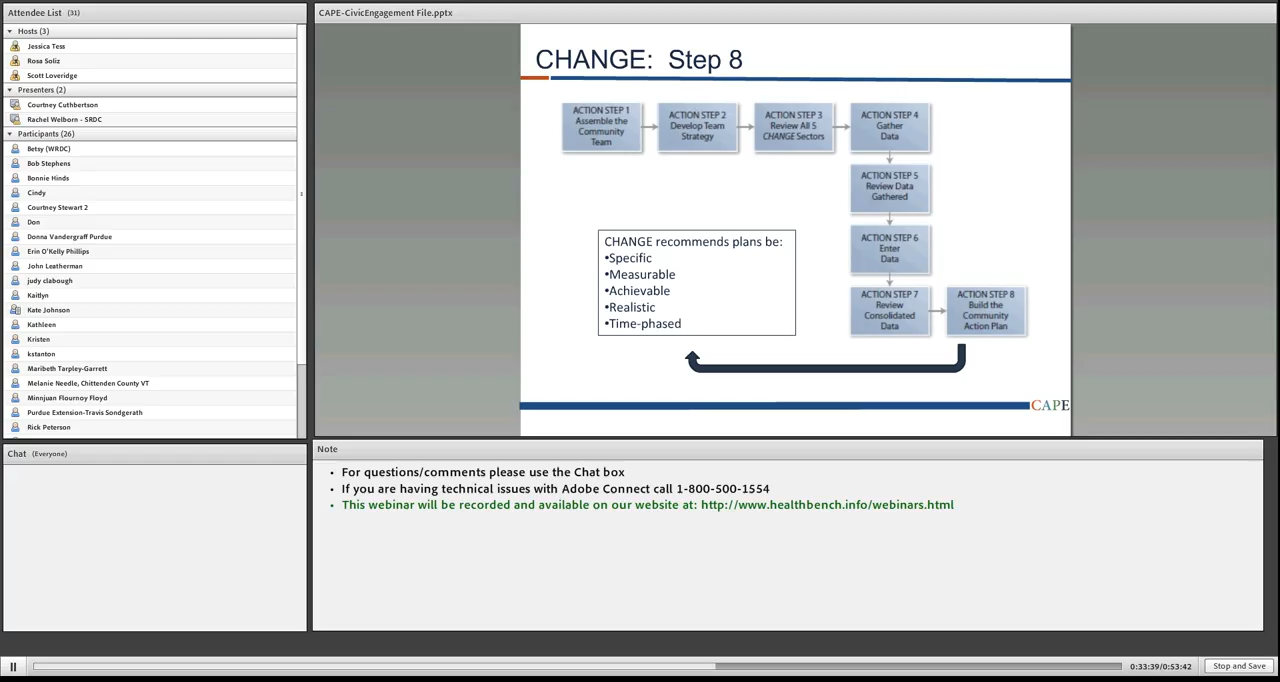 Attendee List (31)
Hosts (3)
Jessica Tess
Rosa Soliz
Scott Loveridge
Presenters (2)
Courtney Cuthbertson
Rachel Welborn - SRDC
Participants (26)
Betsy (WRDC)
Bob Stephens
Bonnie Hinds
Cindy
Courtney Stewart 2
Don
Donna Vandergraff Purdue
Erin O'Kelly Phillips
John Leatherman
judy clabough
Kaitlyn
Kate Johnson
Kathleen
Kristen
kstanton
Maribeth Tarpley-Garrett
Melanie Needle, Chittenden County VT
Minnjuan Flournoy Floyd
Purdue Extension-Travis Sondgerath
Rick Peterson
Chat (Everyone)
CAPE-CivicEngagement File.pptx
CHANGE: Step 8
ACTION STEP 1
Assemble the
Community
Team
ACTION STEP 2
Develop Team
Strategy
ACTION STEP 3
Review All 5
CHANGE Sectors
ACTION STEP 4
Gather
Data
ACTION STEP 5
Review Data
Gathered
ACTION STEP 6
Enter
Data
ACTION STEP 7
Review
Consolidated
Data
ACTION STEP 8
Build the
Community
Action Plan
CHANGE recommends plans be:
•Specific
•Measurable
•Achievable
•Realistic
•Time-phased
CAPE
Note
• For questions/comments please use the Chat box
• If you are having technical issues with Adobe Connect call 1-800-500-1554
• This webinar will be recorded and available on our website at: http://www.healthbench.info/webinars.html
0:33:39/0:53:42
Stop and Save